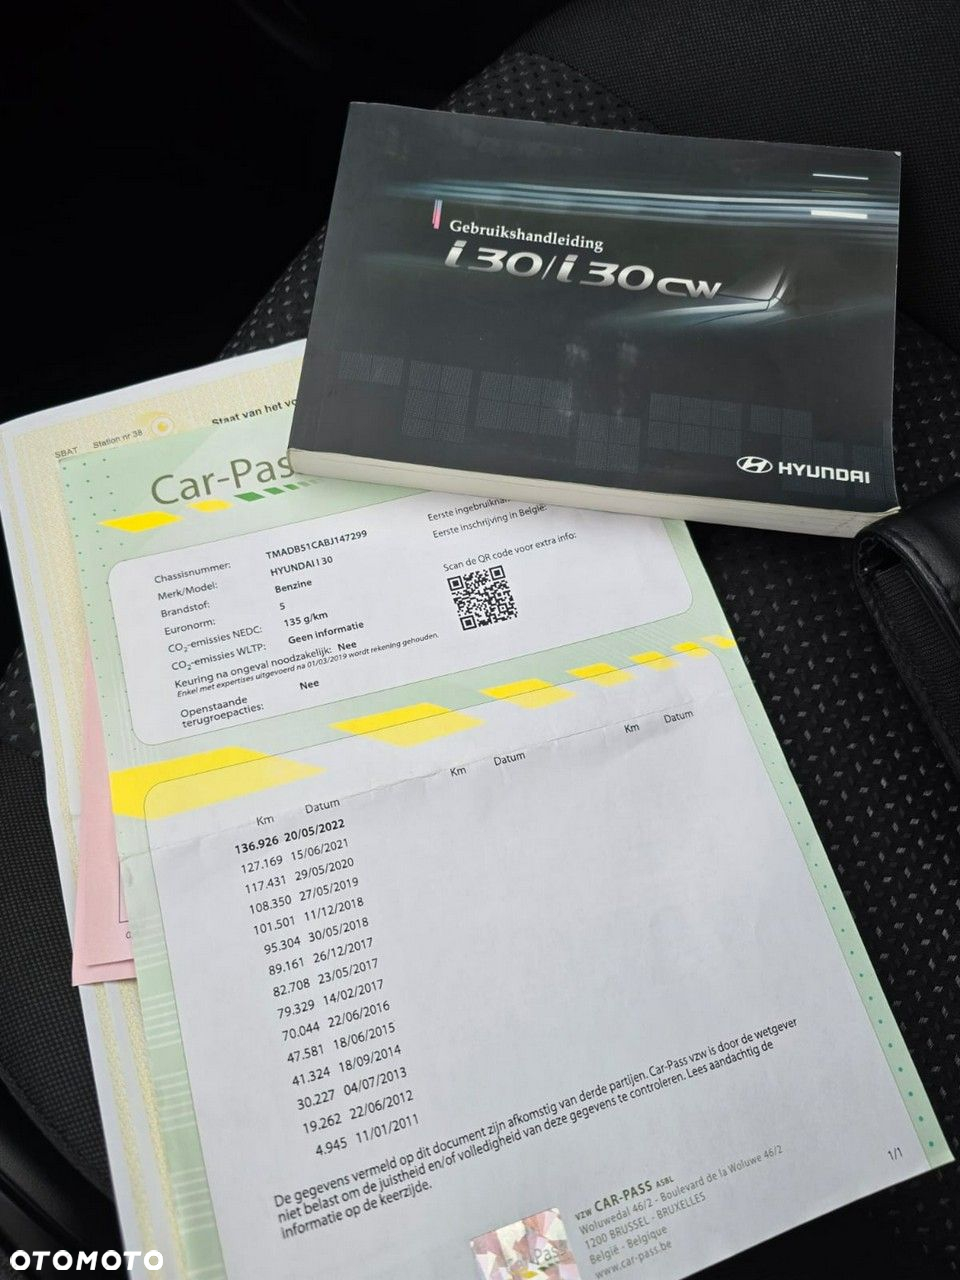 Gebruikshandleiding
i30/i30cw
HYUNDAI
SBAT Station nr 38
Staat van het
Car-Pass
Chassisnummer: TMADB51CABJ147299
Merk/Model: HYUNDAI I 30
Brandstof: Benzine
Euronorm: 5
CO₂-emissies NEDC: 135 g/km
CO₂-emissies WLTP: Geen informatie
Keuring na ongeval noodzakelijk: Nee
Enkel met expertises uitgevoerd na 01/03/2019 wordt rekening gehouden.
Openstaande
terugroepacties: Nee
Eerste
Eerste inschrijving in België:
Scan de QR code voor extra info:
Km Datum Km Datum Km Datum
136.926 20/05/2022
127.169 15/06/2021
117.431 29/05/2020
108.350 27/05/2019
101.501 11/12/2018
95.304 30/05/2018
89.161 26/12/2017
82.708 23/05/2017
79.329 14/02/2017
70.044 22/06/2016
47.581 18/06/2015
41.324 18/09/2014
30.227 04/07/2013
19.262 22/06/2012
4.945 11/01/2011
De gegevens vermeld op dit document zijn afkomstig van derde partijen. Car-Pass vzw is door de wetgever
niet belast om de juistheid en/of volledigheid van deze gegevens te controleren. Lees aandachtig de
informatie op de keerzijde.
1/1
Car-Pass
vzw CAR-PASS ASBL
Woluwedal 46/2 - Boulevard de la Woluwe 46/2
1200 BRUSSEL - BRUXELLES
België - Belgique
www.car-pass.be
OTOMOTO